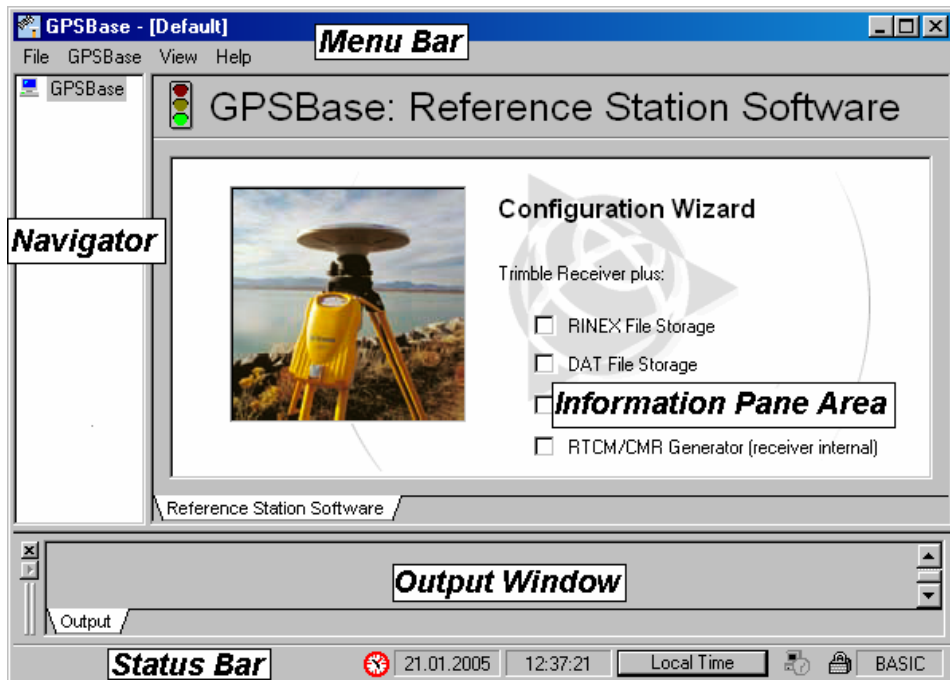 GPSBase - [Default]
Menu Bar
File GPSBase View Help
GPSBase
GPSBase: Reference Station Software
Navigator
Configuration Wizard
Trimble Receiver plus:
RINEX File Storage
DAT File Storage
Information Pane Area
RTCM/CMR Generator (receiver internal)
Reference Station Software
Output Window
Output
Status Bar
21.01.2005 12:37:21 Local Time BASIC